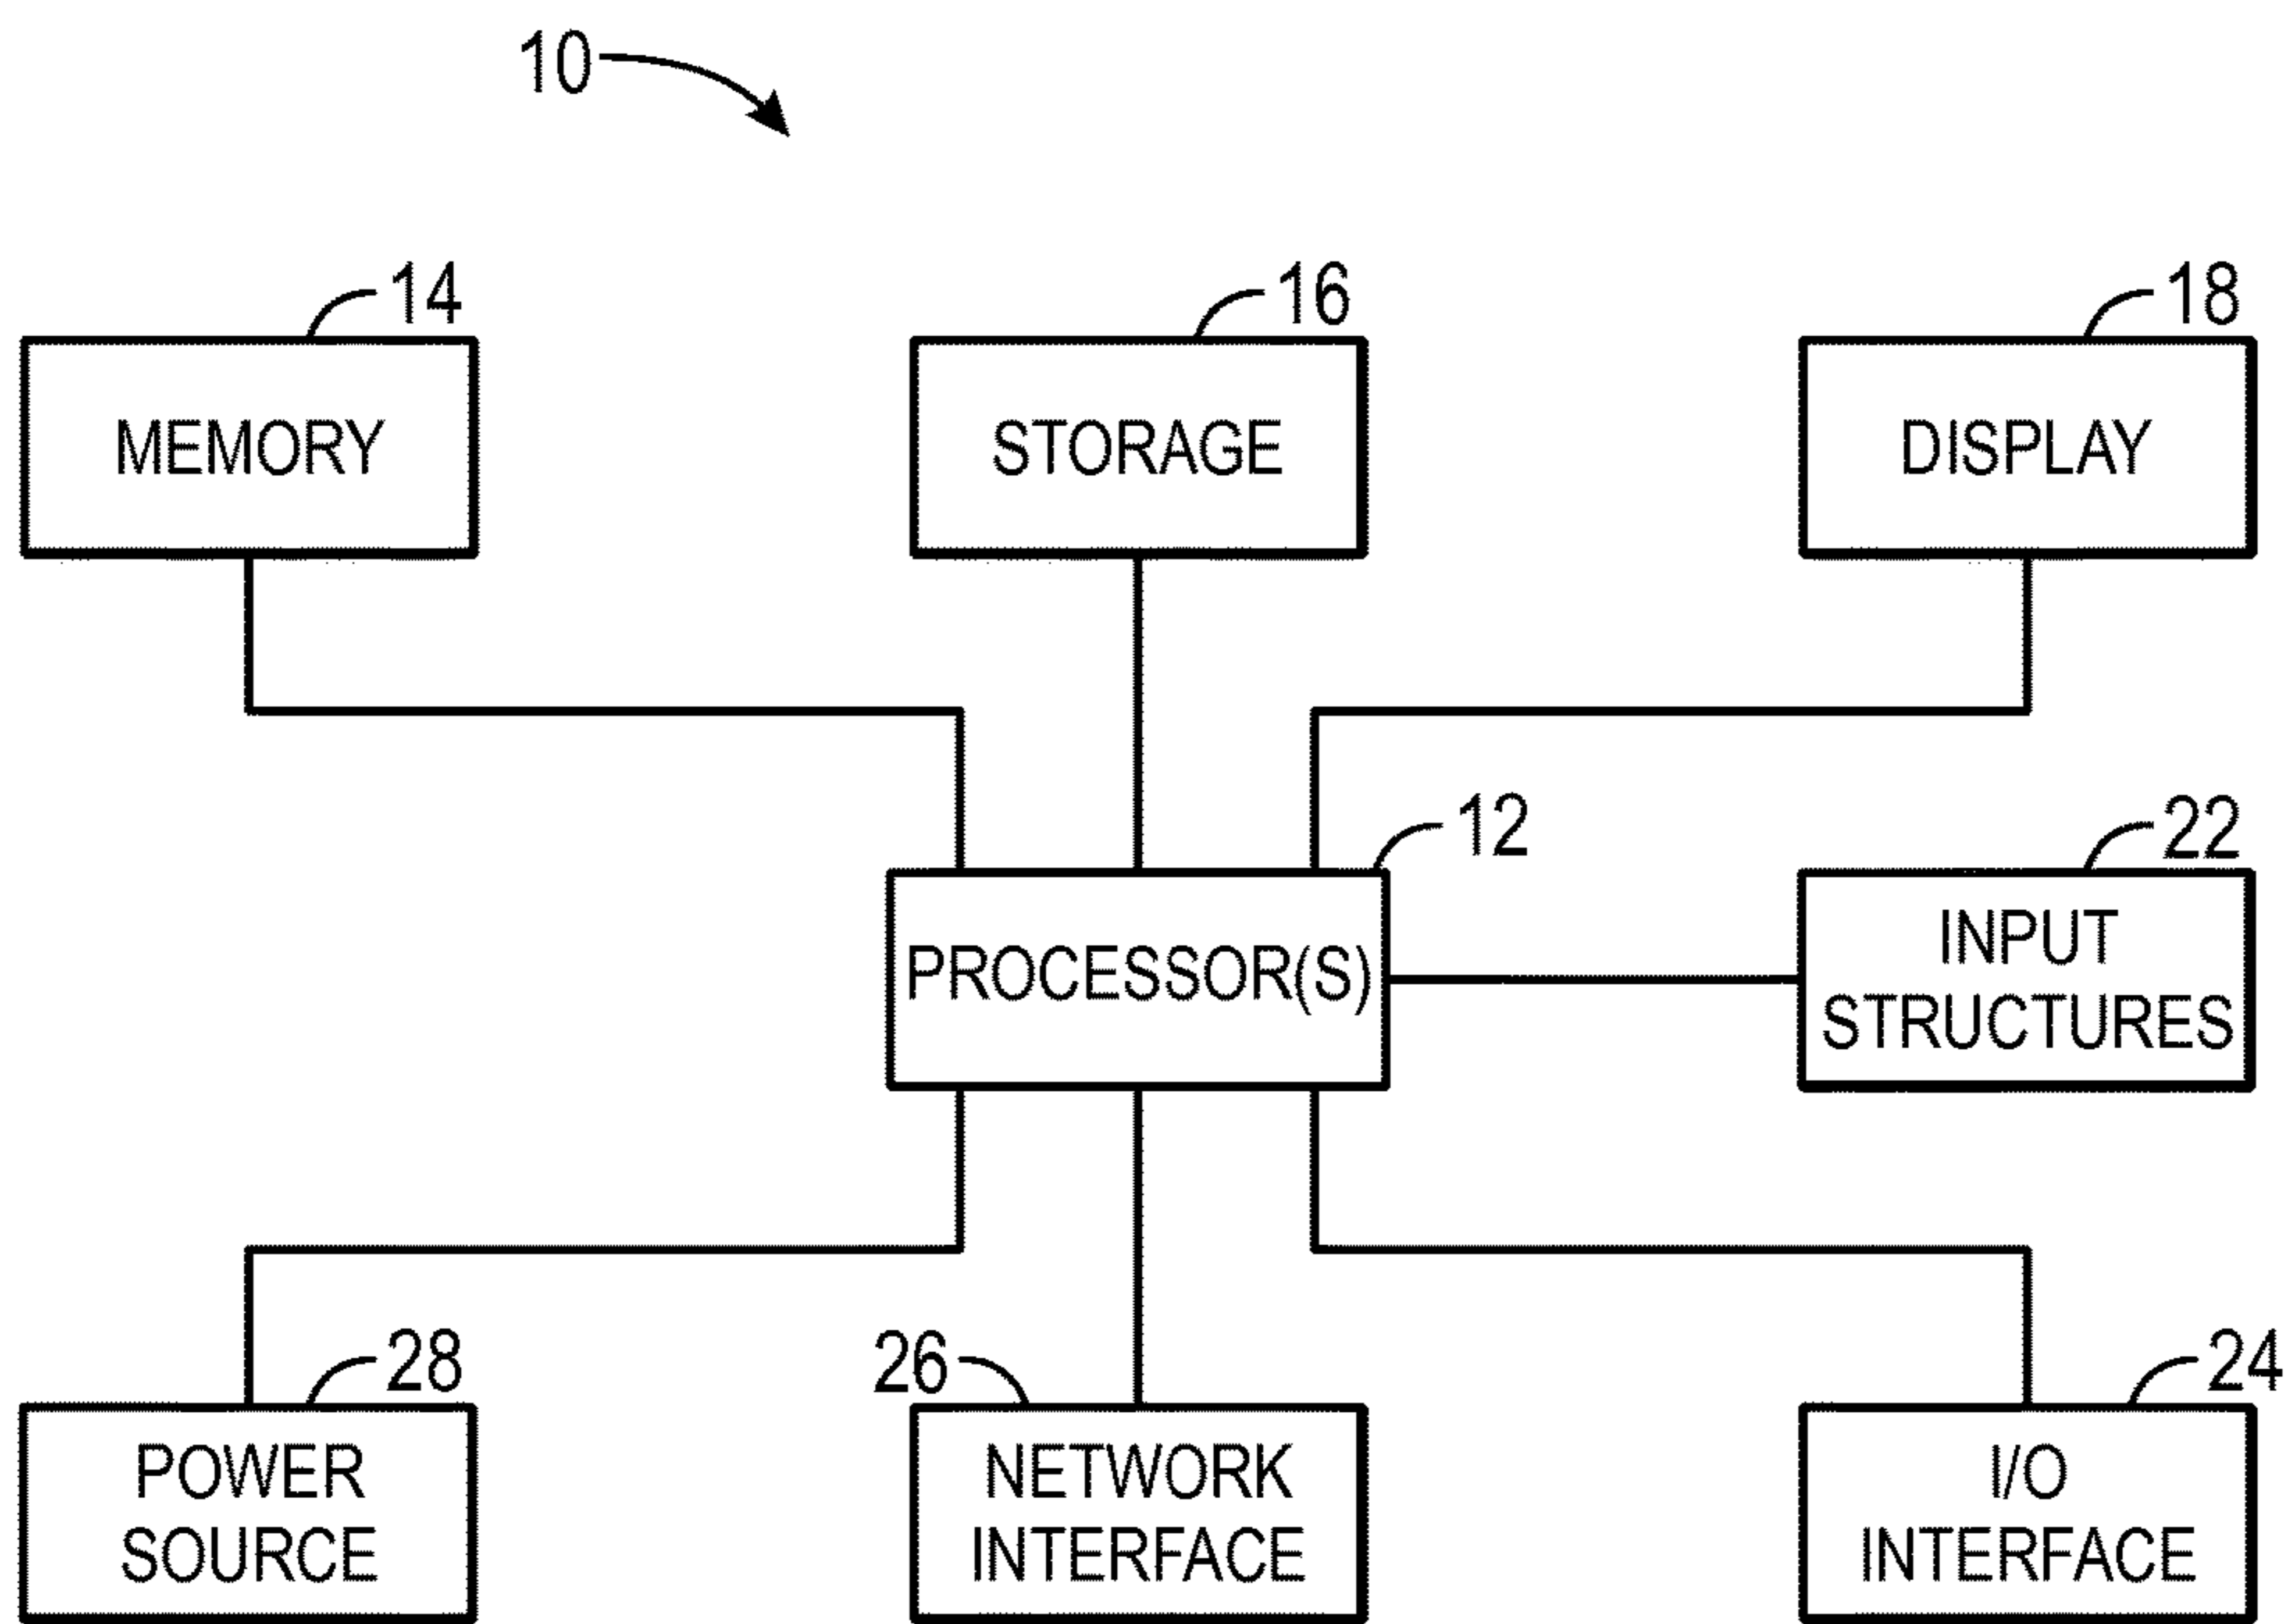 10
14
16
18
MEMORY
STORAGE
DISPLAY
12
22
PROCESSOR(S)
INPUT
STRUCTURES
28
26
24
POWER
SOURCE
NETWORK
INTERFACE
I/O
INTERFACE